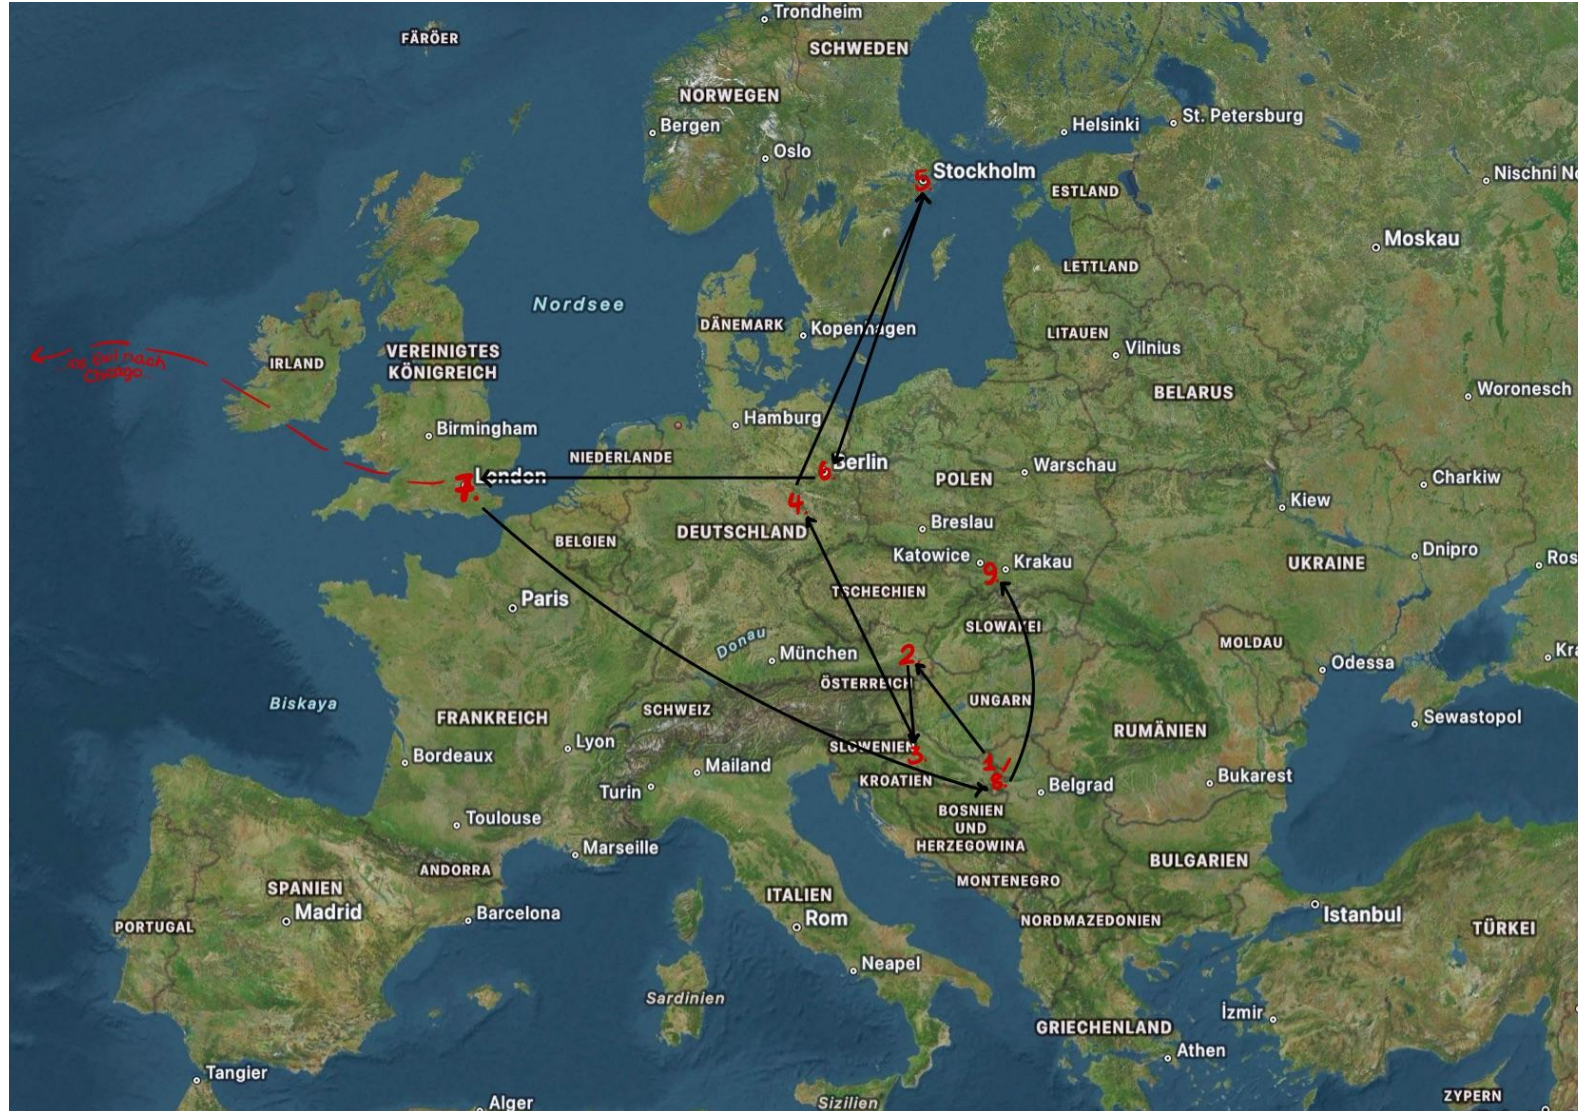 Trondheim
FÄRÖER
SCHWEDEN
NORWEGEN
Bergen
Oslo
Helsinki
St. Petersburg
5
Stockholm
Nischni No
ESTLAND
Moskau
LETTLAND
Nordsee
DÄNEMARK
Kopenhagen
LITAUEN
Vilnius
VEREINIGTES
KÖNIGREICH
IRLAND
nach
BELARUS
Woronesch
Hamburg
Birmingham
NIEDERLANDE
6
Berlin
Warschau
7.
London
POLEN
Charkiw
Kiew
4
DEUTSCHLAND
Breslau
BELGIEN
Katowice
Krakau
9
Dnipro
Ros
UKRAINE
TSCHECHIEN
Paris
SLOWAKEI
Donau
MOLDAU
München
2
Odessa
Kra
ÖSTERREICH
Biskaya
SCHWEIZ
UNGARN
FRANKREICH
Sewastopol
RUMÄNIEN
Lyon
SLOWENIEN
3.
Bordeaux
Mailand
1
KROATIEN
8!
Bukarest
Turin
Belgrad
BOSNIEN
UND
HERZEGOWINA
Toulouse
Marseille
BULGARIEN
ANDORRA
MONTENEGRO
SPANIEN
Madrid
ITALIEN
Rom
Barcelona
PORTUGAL
NORDMAZEDONIEN
Istanbul
TÜRKEI
Neapel
Sardinien
İzmir
GRIECHENLAND
Athen
Tangier
ZYPERN
Alger
Sizilien